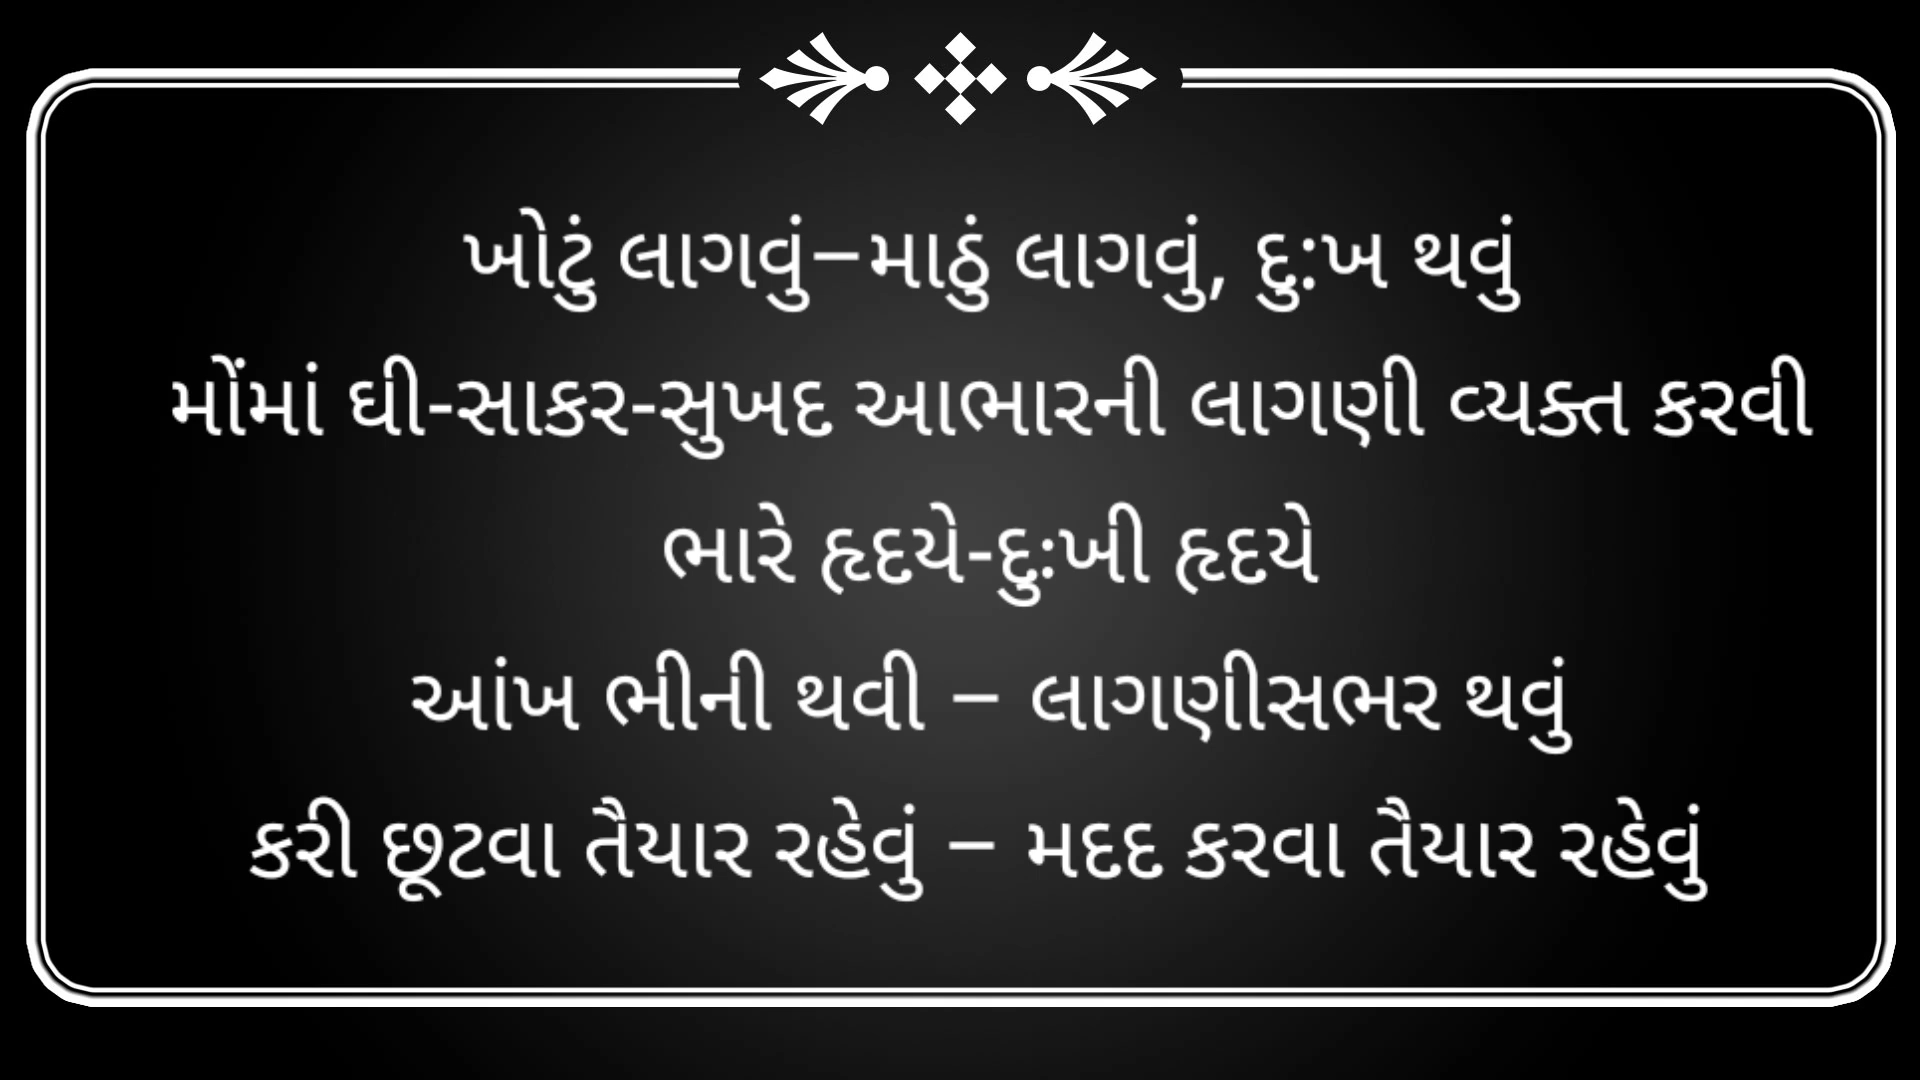 ખોટું લાગવું–માઠું લાગવું, દુ:ખ થવું
મોંમાં ઘી-સાકર-સુખદ આભારની લાગણી વ્યક્ત કરવી
ભારે હૃદયે-દુઃખી હૃદયે
આંખ ભીની થવી – લાગણીસભર થવું
કરી છૂટવા તૈયાર રહેવું – મદદ કરવા તૈયાર રહેવું